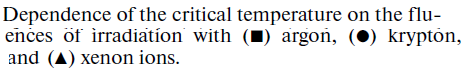 Dependence of the critical temperature on the flu-
ences of irradiation with (■) argon, (●) krypton,
and (▲) xenon ions.